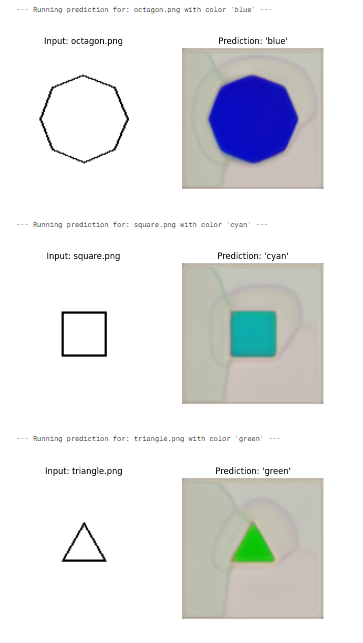 --- Running prediction for: octagon.png with color 'blue' ---
Input: octagon.png
Prediction: 'blue'
--- Running prediction for: square.png with color 'cyan' ---
Input: square.png
Prediction: 'cyan'
--- Running prediction for: triangle.png with color 'green' ---
Input: triangle.png
Prediction: 'green'